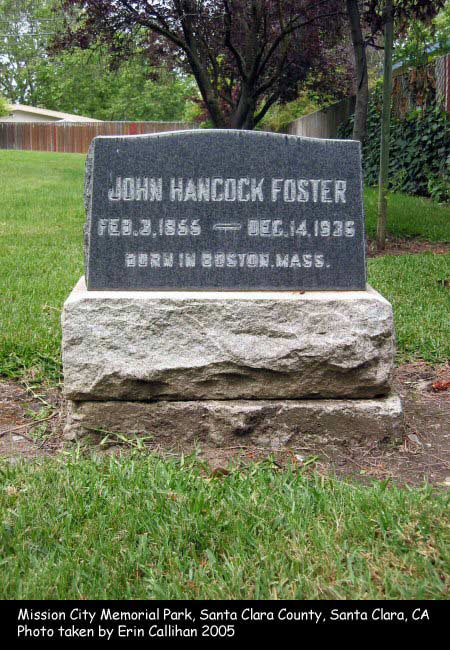 JOHN HANCOCK FOSTER
FEB. 3, 1855 — DEC. 14, 1936
BORN IN BOSTON, MASS.
Mission City Memorial Park, Santa Clara County, Santa Clara, CA
Photo taken by Erin Callihan 2005